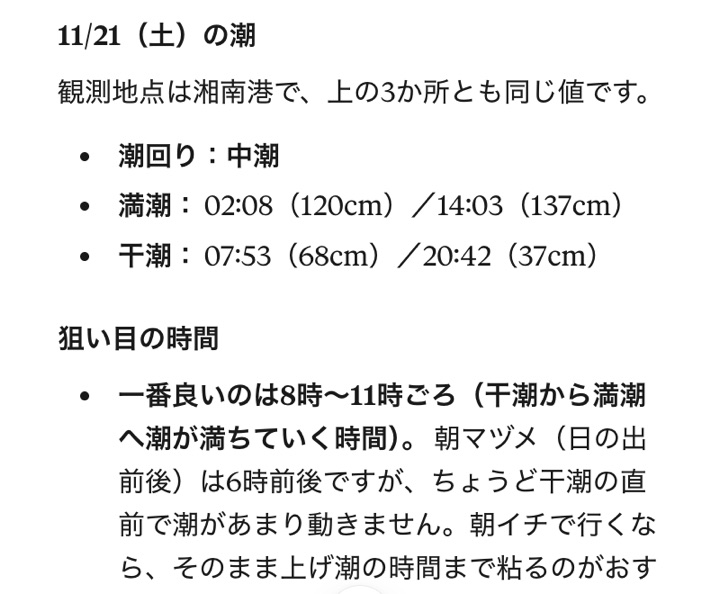 11/21（土）の潮
観測地点は湘南港で、上の3か所とも同じ値です。
• 潮回り：中潮
• 満潮： 02:08（120cm）／14:03（137cm）
• 干潮： 07:53（68cm）／20:42（37cm）
狙い目の時間
• 一番良いのは8時〜11時ごろ（干潮から満潮
へ潮が満ちていく時間）。 朝マヅメ（日の出
前後）は6時前後ですが、ちょうど干潮の直
前で潮があまり動きません。朝イチで行くな
ら、そのまま上げ潮の時間まで粘るのがおす